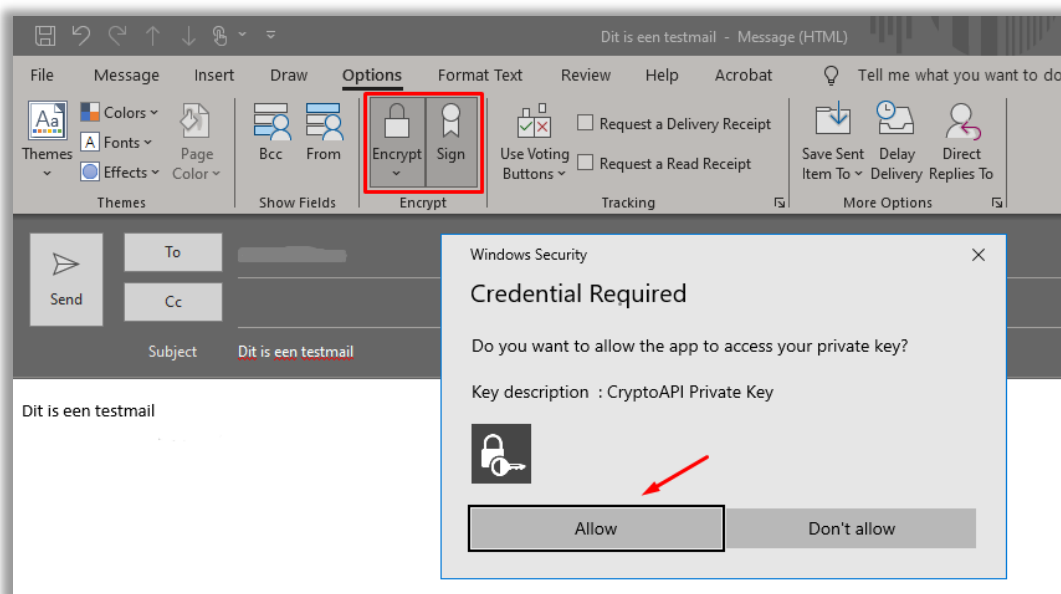 Dit is een testmail - Message (HTML)
File Message Insert Draw Options Format Text Review Help Acrobat Tell me what you want to do
Aa Colors
A Fonts
Effects
Themes
Page
Color
Themes
Bcc From
Show Fields
Encrypt Sign
Encrypt
Use Voting
Buttons
Request a Delivery Receipt
Request a Read Receipt
Tracking
Save Sent
Item To
Delay
Delivery
Direct
Replies To
More Options
Send
To
Cc
Subject Dit is een testmail
Dit is een testmail
Windows Security
Credential Required
Do you want to allow the app to access your private key?
Key description : CryptoAPI Private Key
Allow Don't allow